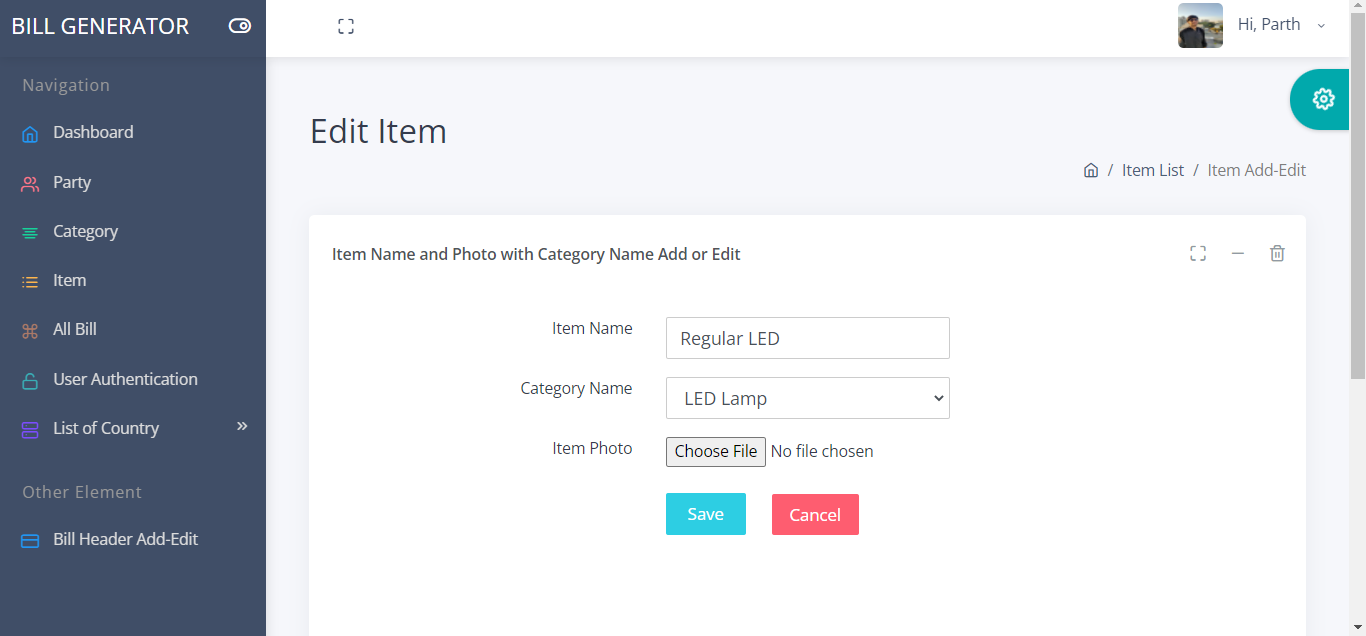 BILL GENERATOR
Hi, Parth
Navigation
Dashboard
Party
Category
Item
All Bill
User Authentication
List of Country
Other Element
Bill Header Add-Edit
Edit Item
/ Item List / Item Add-Edit
Item Name and Photo with Category Name Add or Edit
Item Name
Regular LED
Category Name
LED Lamp
Item Photo
Choose File No file chosen
Save
Cancel